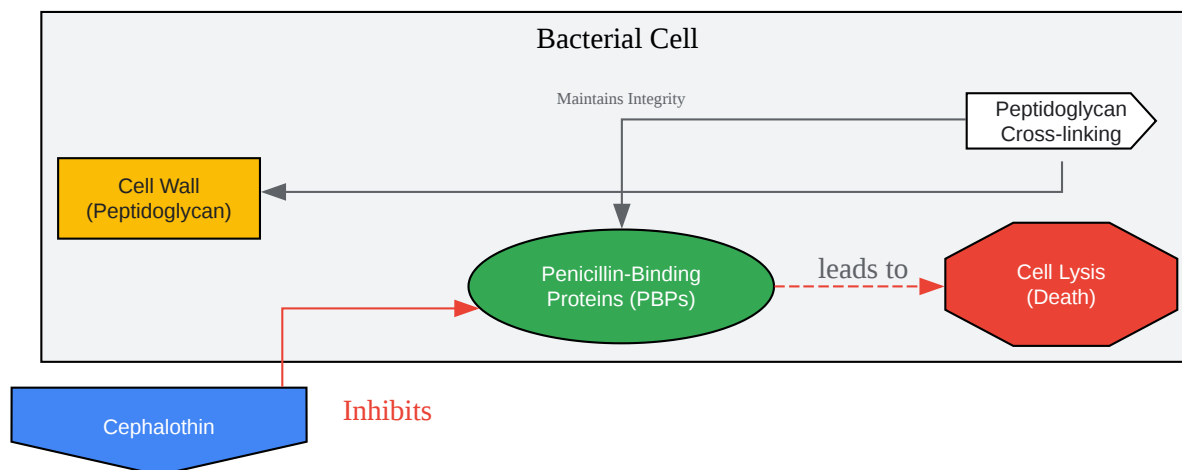 Bacterial Cell
Maintains Integrity
Peptidoglycan
Cross-linking
Cell Wall
(Peptidoglycan)
Penicillin-Binding
Proteins (PBPs)
leads to
Cell Lysis
(Death)
Cephalothin
Inhibits